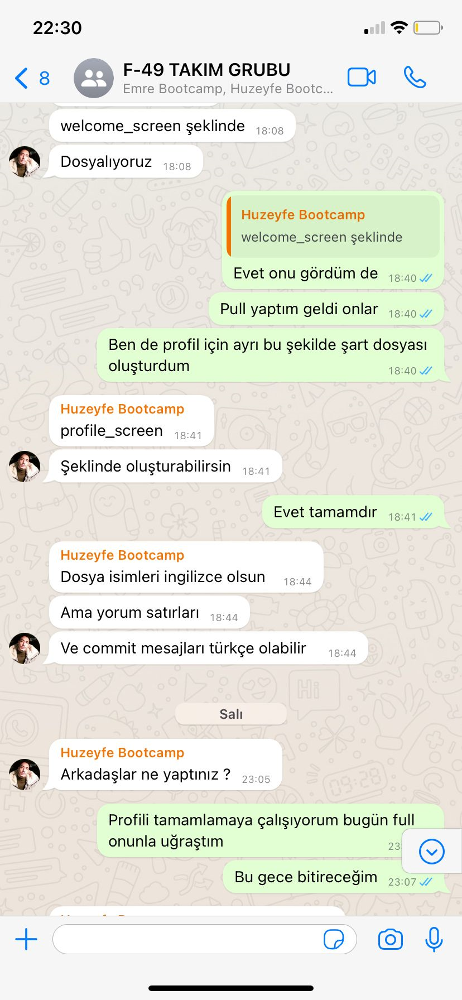 22:30
8
F-49 TAKIM GRUBU
Emre Bootcamp, Huzeyfe Bootc...
welcome_screen şeklinde 18:08
Dosyalıyoruz 18:08
Huzeyfe Bootcamp
welcome_screen şeklinde
Evet onu gördüm de 18:40
Pull yaptım geldi onlar 18:40
Ben de profil için ayrı bu şekilde şart dosyası
oluşturdum 18:40
Huzeyfe Bootcamp
profile_screen 18:41
Şeklinde oluşturabilirsin 18:41
Evet tamamdır 18:41
Huzeyfe Bootcamp
Dosya isimleri ingilizce olsun 18:44
Ama yorum satırları 18:44
Ve commit mesajları türkçe olabilir 18:44
Salı
Huzeyfe Bootcamp
Arkadaşlar ne yaptınız ? 23:05
Profili tamamlamaya çalışıyorum bugün full
onunla uğraştım 23
Bu gece bitireceğim 23:07